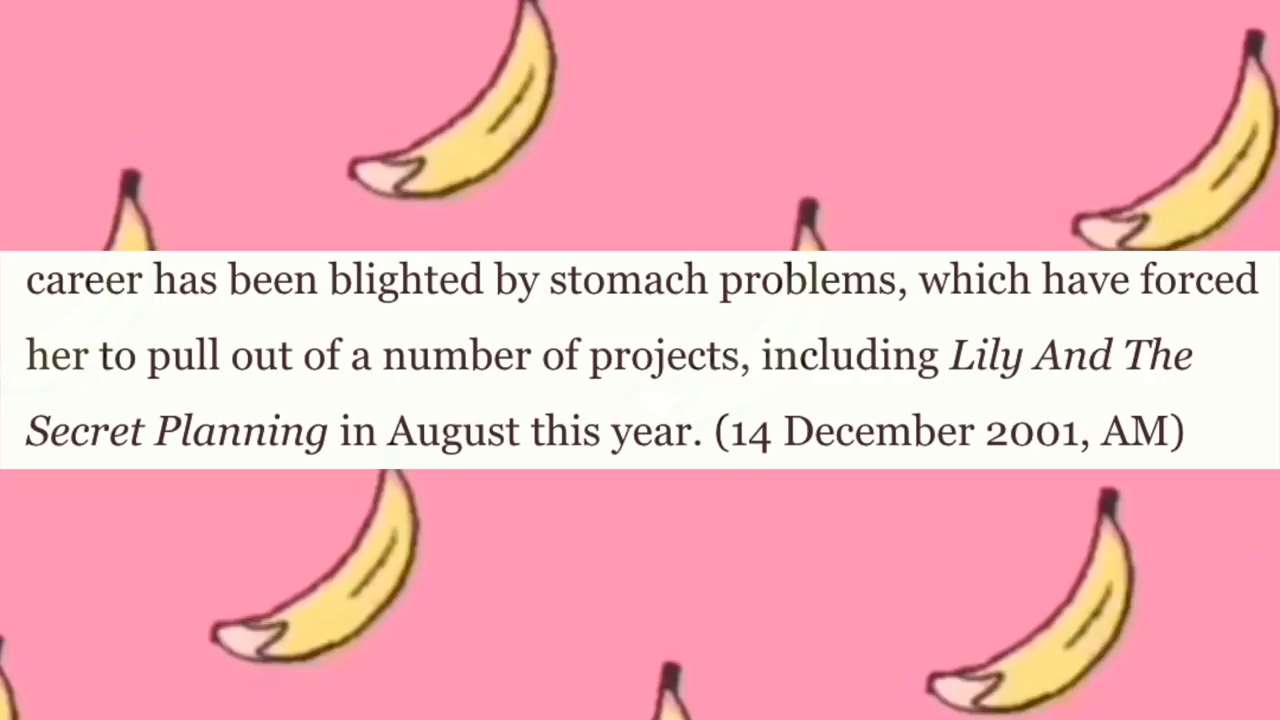 career has been blighted by stomach problems, which have forced
her to pull out of a number of projects, including Lily And The
Secret Planning in August this year. (14 December 2001, AM)